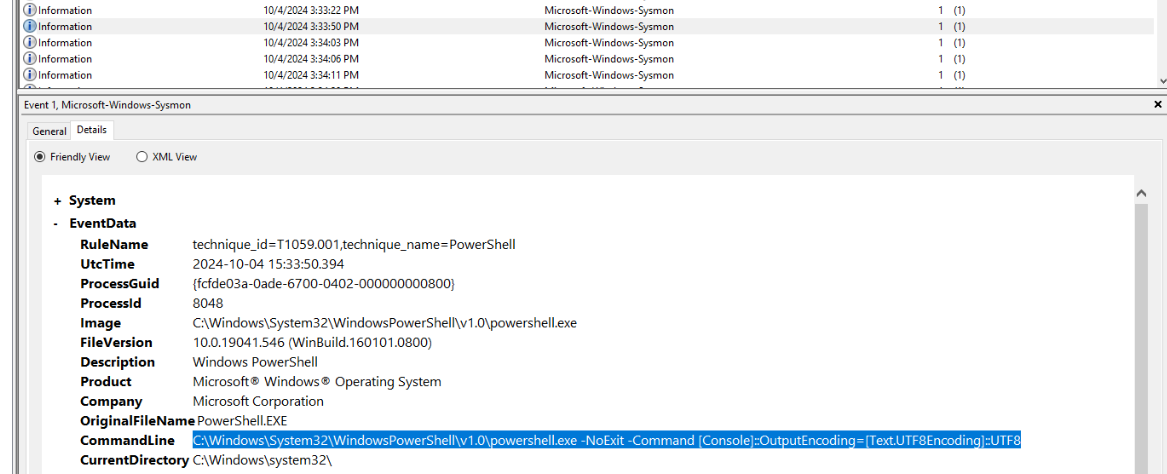 Information 10/4/2024 3:33:22 PM Microsoft-Windows-Sysmon 1 (1)
Information 10/4/2024 3:33:50 PM Microsoft-Windows-Sysmon 1 (1)
Information 10/4/2024 3:34:03 PM Microsoft-Windows-Sysmon 1 (1)
Information 10/4/2024 3:34:06 PM Microsoft-Windows-Sysmon 1 (1)
Information 10/4/2024 3:34:11 PM Microsoft-Windows-Sysmon 1 (1)
Event 1, Microsoft-Windows-Sysmon
General Details
Friendly View XML View
+ System
- EventData
RuleName technique_id=T1059.001,technique_name=PowerShell
UtcTime 2024-10-04 15:33:50.394
ProcessGuid {fcfde03a-0ade-6700-0402-000000000800}
ProcessId 8048
Image C:\Windows\System32\WindowsPowerShell\v1.0\powershell.exe
FileVersion 10.0.19041.546 (WinBuild.160101.0800)
Description Windows PowerShell
Product Microsoft® Windows® Operating System
Company Microsoft Corporation
OriginalFileName PowerShell.EXE
CommandLine C:\Windows\System32\WindowsPowerShell\v1.0\powershell.exe -NoExit -Command [Console]::OutputEncoding=[Text.UTF8Encoding]::UTF8
CurrentDirectory C:\Windows\system32\